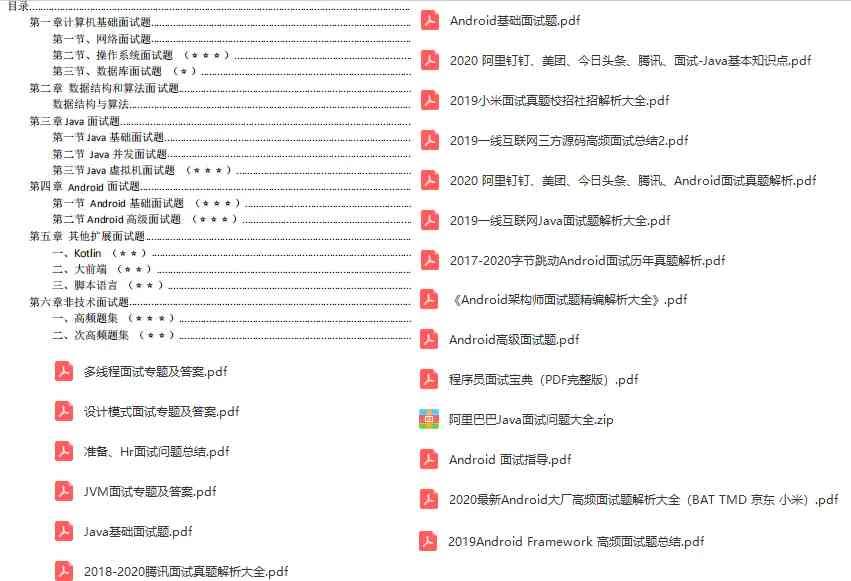 目录
第一章计算机基础面试题
第一节、网络面试题
第二节、操作系统面试题 （★★★）
第三节、数据库面试题 （★）
第二章 数据结构和算法面试题
数据结构与算法
第三章 Java 面试题
第一节 Java 基础面试题
第二节 Java 并发面试题
第三节 Java 虚拟机面试题 （★★★）
第四章 Android 面试题
第一节 Android 基础面试题 （★★★）
第二节 Android 高级面试题 （★★★）
第五章 其他扩展面试题
一、Kotlin （★★）
二、大前端 （★★）
三、脚本语言 （★★）
第六章非技术面试题
一、高频题集 （★★★）
二、次高频题集 （★★）
多线程面试专题及答案.pdf
设计模式面试专题及答案.pdf
准备、Hr面试问题总结.pdf
JVM面试专题及答案.pdf
Java基础面试题.pdf
2018-2020腾讯面试真题解析大全.pdf
Android基础面试题.pdf
2020 阿里钉钉、美团、今日头条、腾讯、面试-Java基本知识点.pdf
2019小米面试真题校招社招解析大全.pdf
2019一线互联网三方源码高频面试总结2.pdf
2020 阿里钉钉、美团、今日头条、腾讯、Android面试真题解析.pdf
2019一线互联网Java面试题解析大全.pdf
2017-2020字节跳动Android面试历年真题解析.pdf
《Android架构师面试题精编解析大全》.pdf
Android高级面试题.pdf
程序员面试宝典（PDF完整版）.pdf
阿里巴巴Java面试问题大全.zip
Android 面试指导.pdf
2020最新Android大厂高频面试题解析大全（BAT TMD 京东 小米）.pdf
2019Android Framework 高频面试题总结.pdf